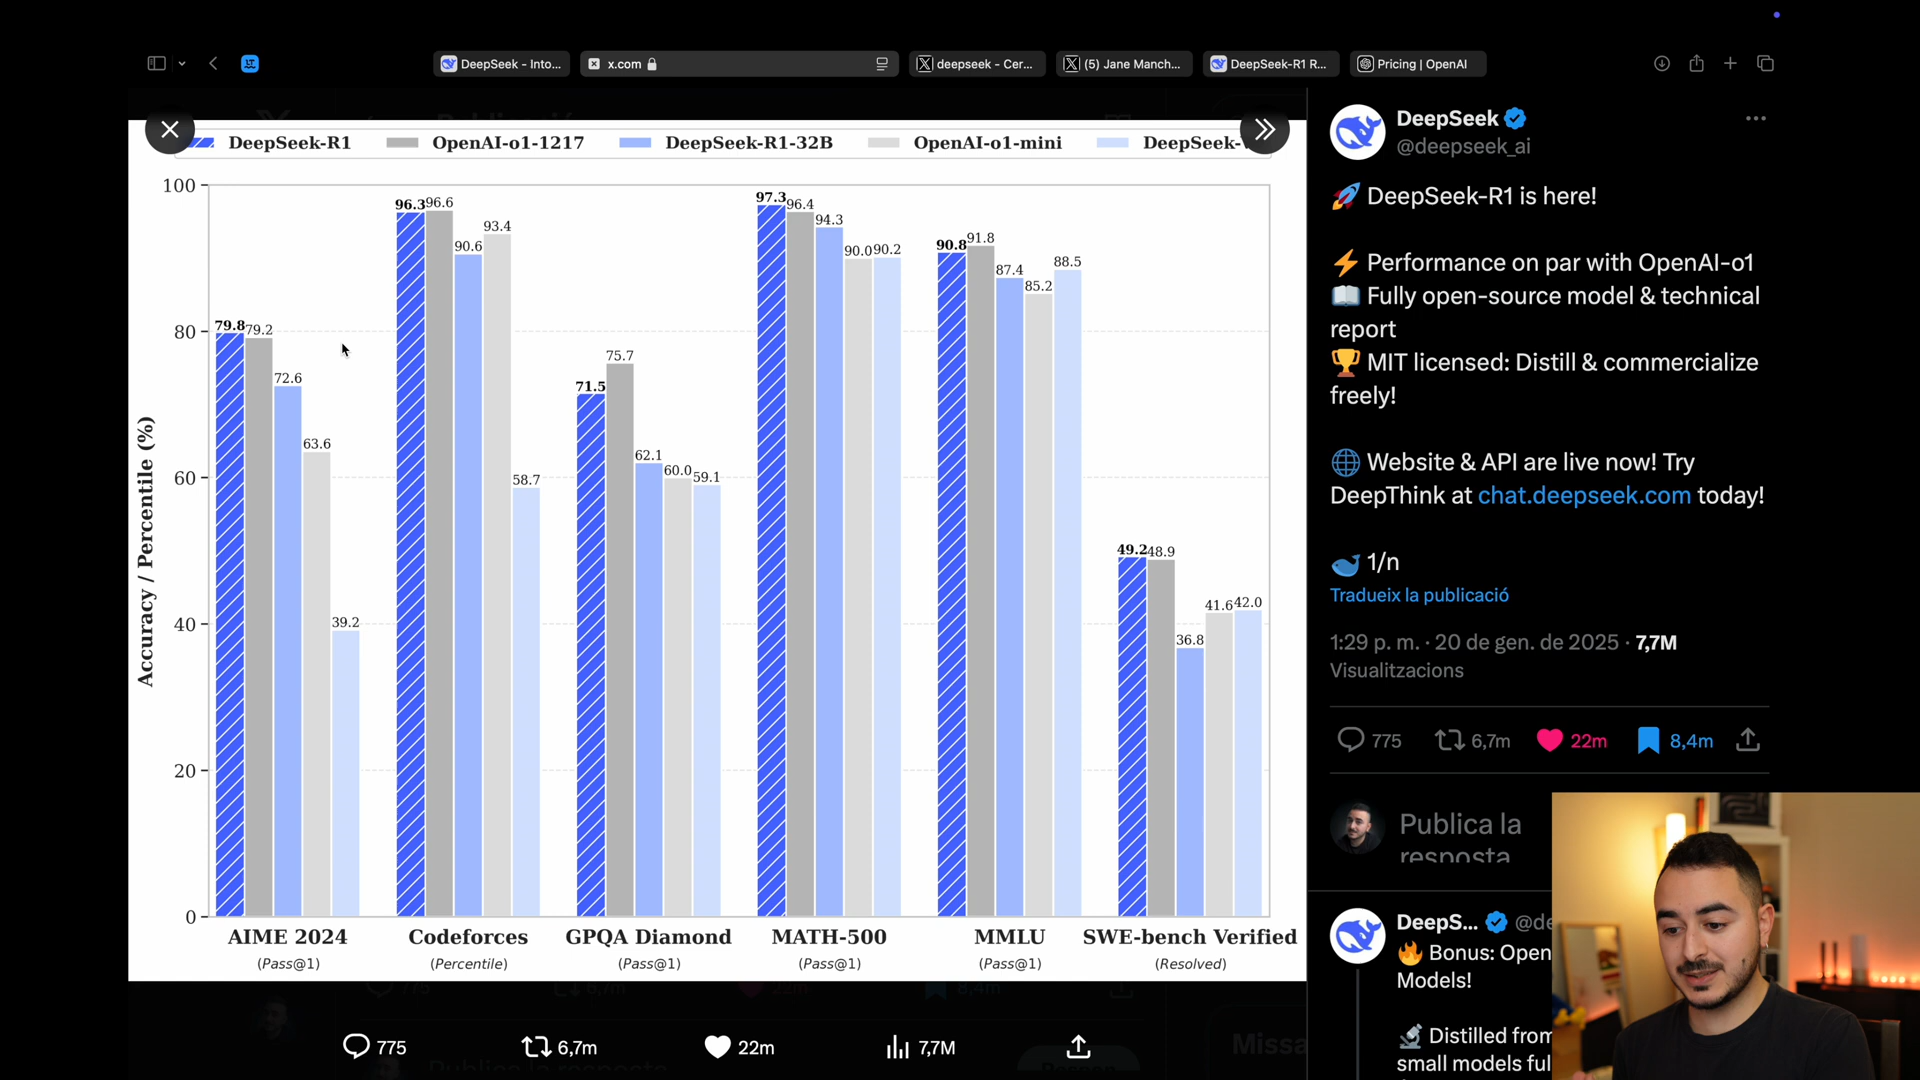 DeepSeek - Into...
x.com
deepseek - Cer...
(5) Jane Manch...
DeepSeek-R1 R...
Pricing | OpenAI
DeepSeek-R1
OpenAI-o1-1217
DeepSeek-R1-32B
OpenAI-o1-mini
DeepSeek-
Accuracy / Percentile (%)
100
80
60
40
20
0
79.8
79.2
72.6
63.6
39.2
96.3
96.6
90.6
93.4
58.7
71.5
75.7
62.1
60.0
59.1
97.3
96.4
94.3
90.0
90.2
90.8
91.8
87.4
85.2
88.5
49.2
48.9
36.8
41.6
42.0
AIME 2024
(Pass@1)
Codeforces
(Percentile)
GPQA Diamond
(Pass@1)
MATH-500
(Pass@1)
MMLU
(Pass@1)
SWE-bench Verified
(Resolved)
775
6,7m
22m
7,7M
DeepSeek
@deepseek_ai
🚀 DeepSeek-R1 is here!
⚡ Performance on par with OpenAI-o1
📖 Fully open-source model & technical
report
🏆 MIT licensed: Distill & commercialize
freely!
🌐 Website & API are live now! Try
DeepThink at chat.deepseek.com today!
🐋 1/n
Tradueix la publicació
1:29 p. m. · 20 de gen. de 2025 · 7,7M
Visualitzacions
775
6,7m
22m
8,4m
Publica la
resposta
DeepS...
🔥 Bonus: Open
Models!
🔬 Distilled from
small models ful